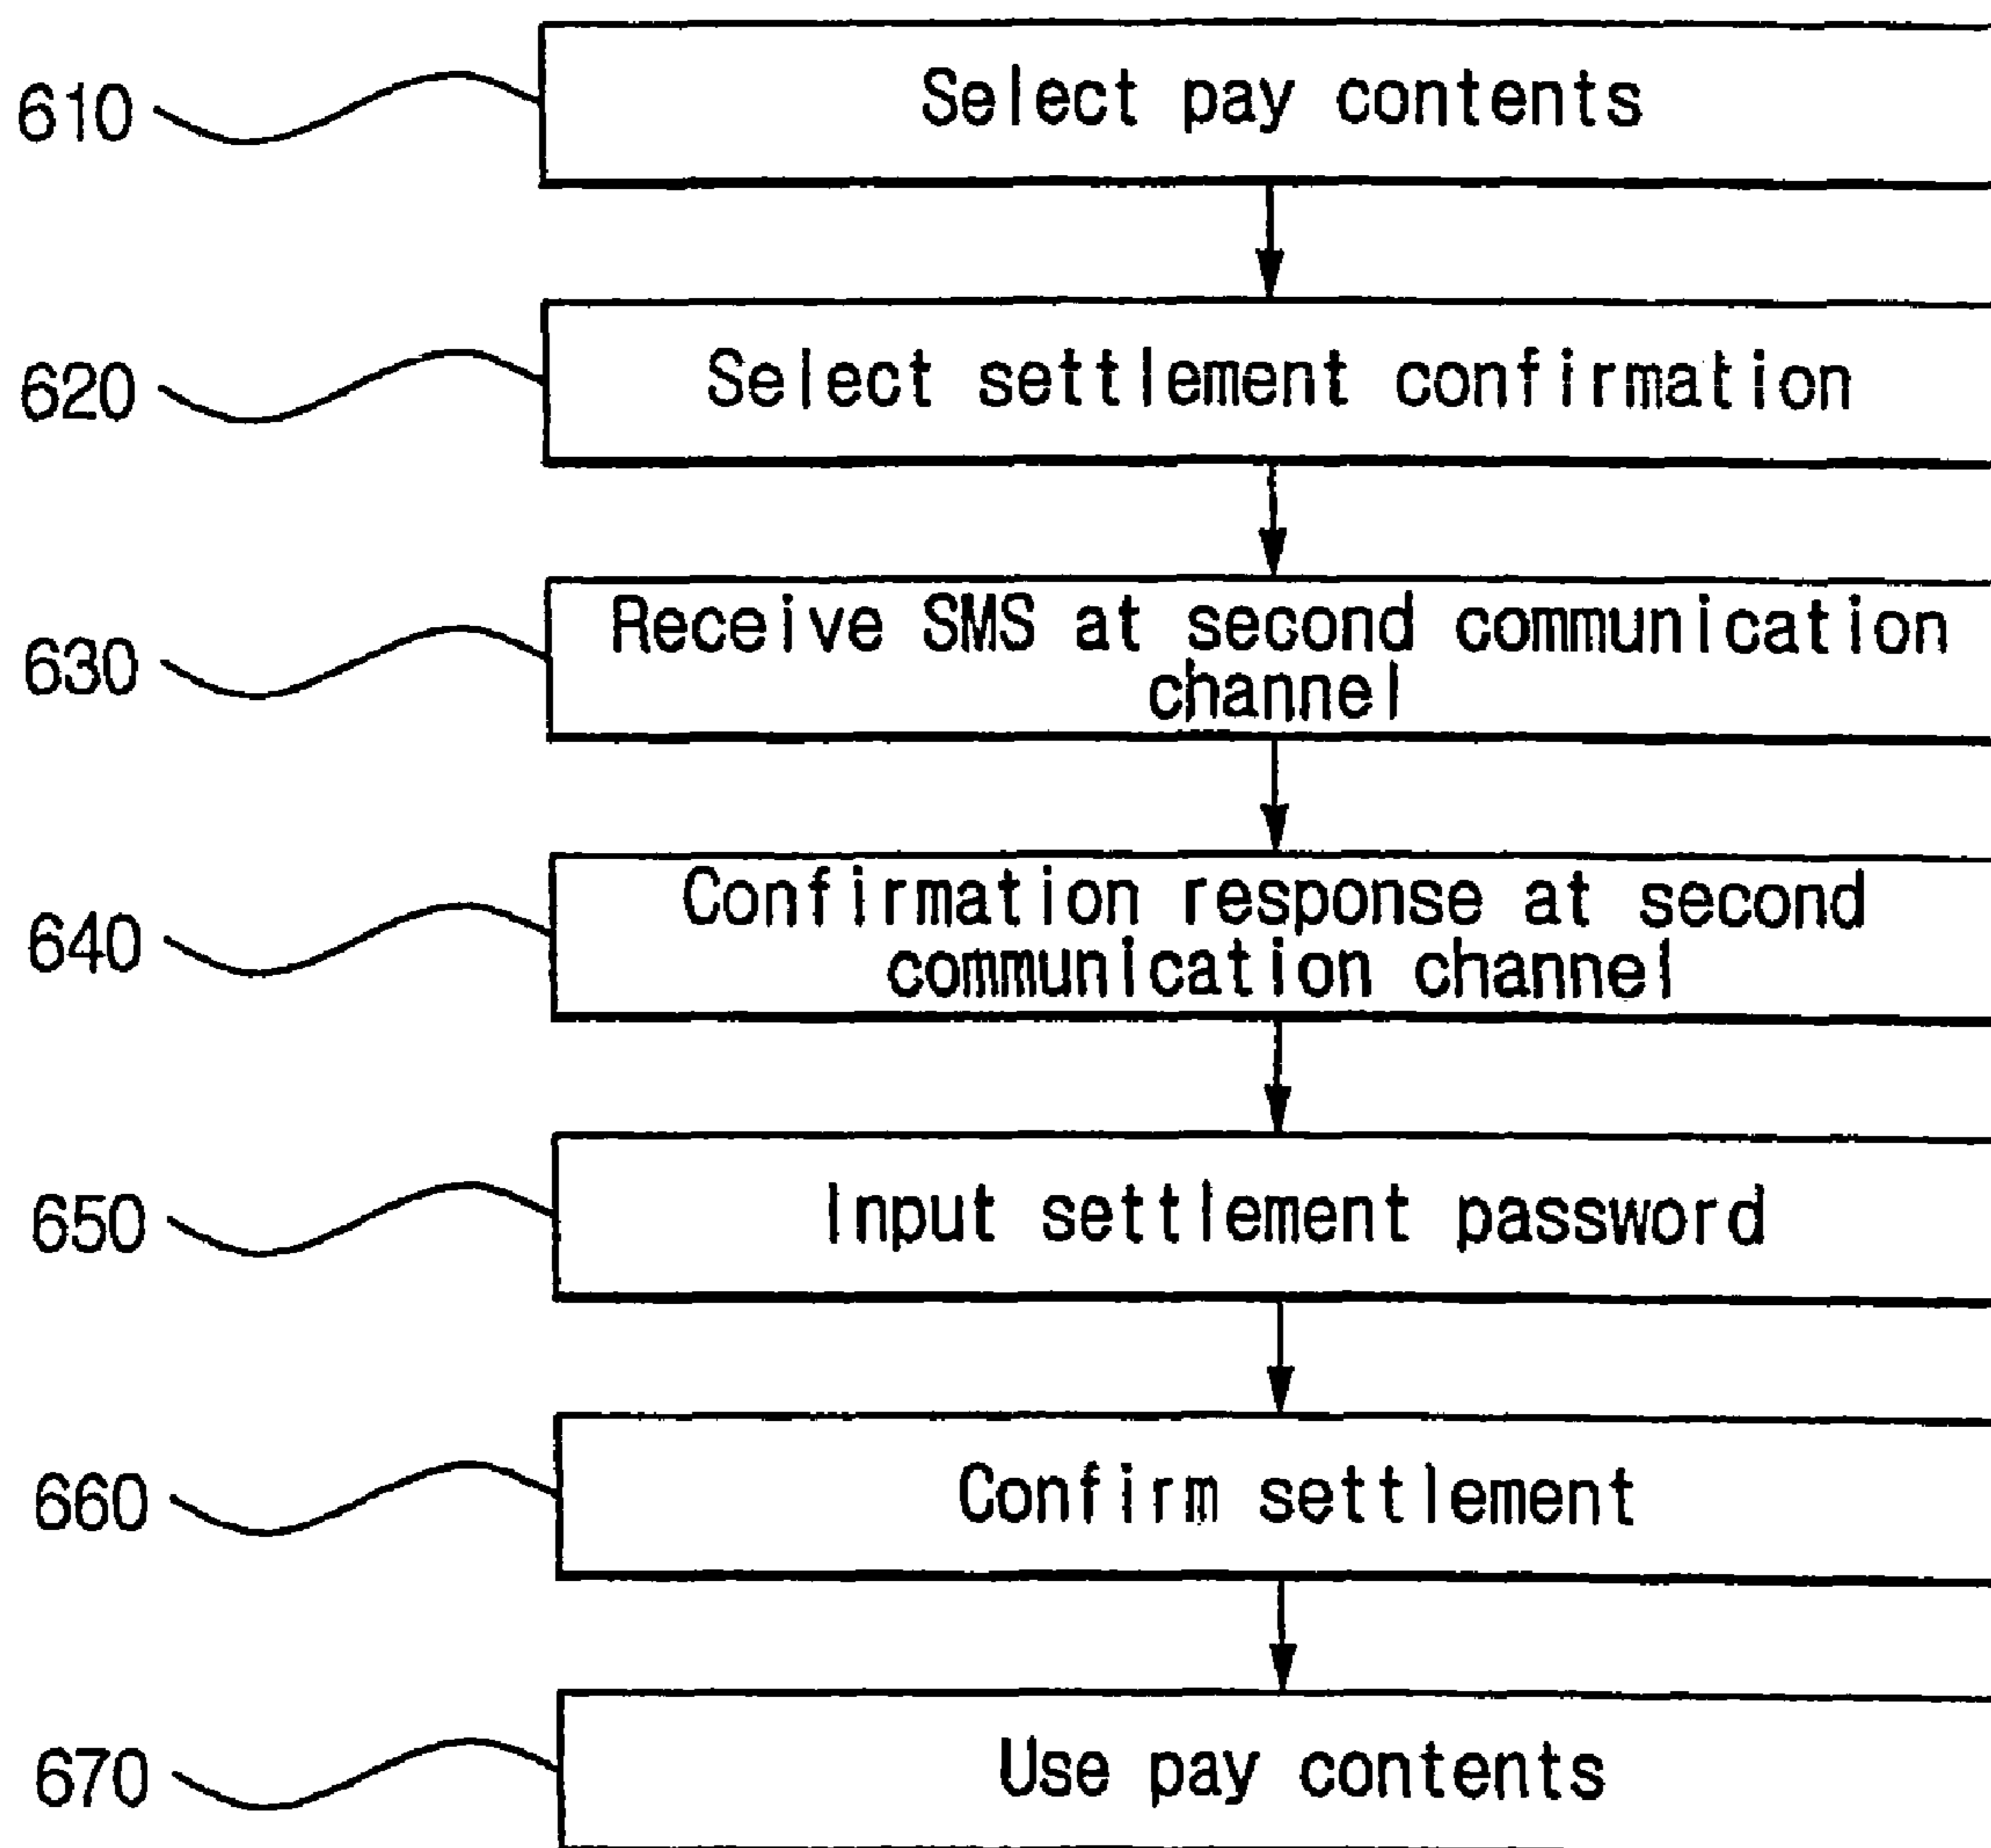 610
Select pay contents
620
Select settlement confirmation
630
Receive SMS at second communication
channel
640
Confirmation response at second
communication channel
650
Input settlement password
660
Confirm settlement
670
Use pay contents